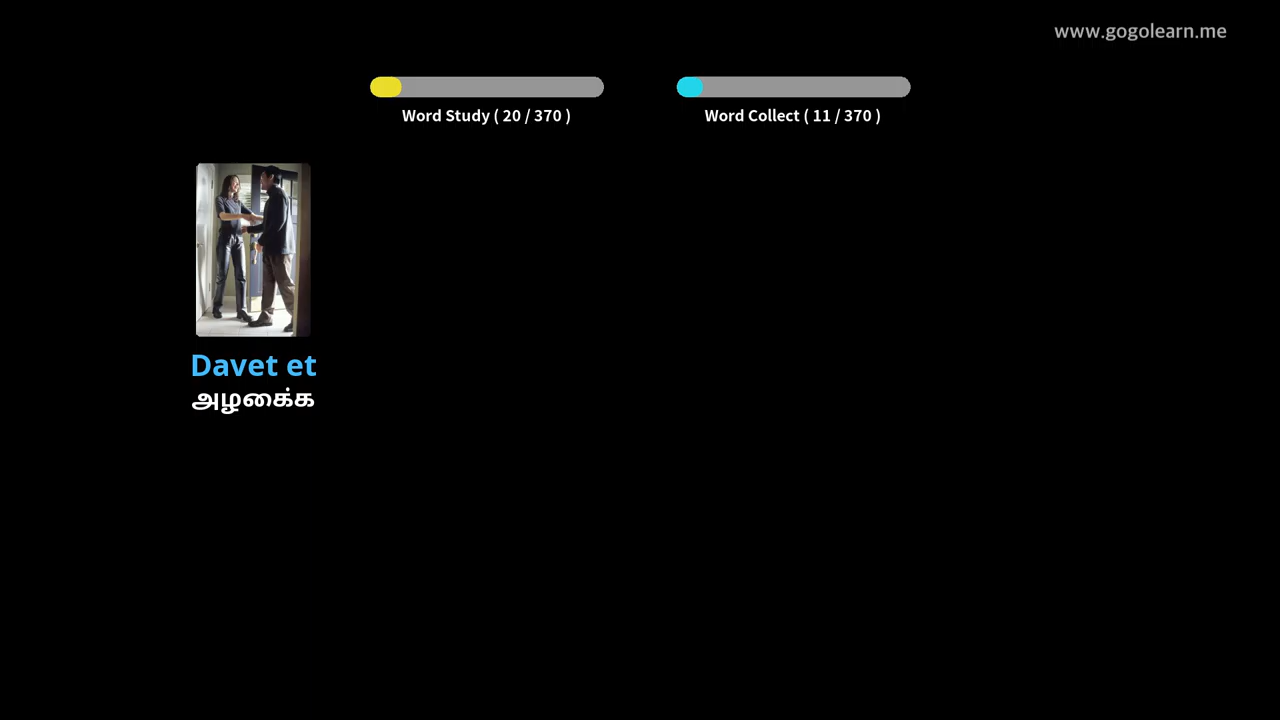 www.gogolearn.me
Word Study ( 20 / 370 )
Word Collect ( 11 / 370 )
Davet et
அழைக்க